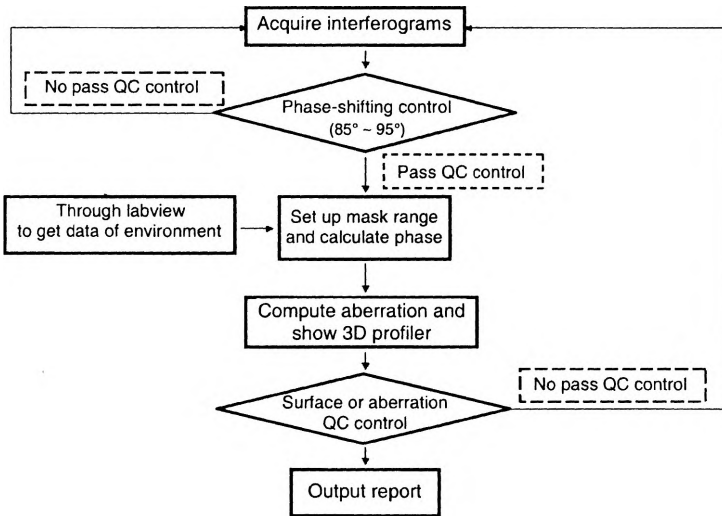 Acquire interferograms
No pass QC control
Phase-shifting control
(85° ~ 95°)
Pass QC control
Through labview
to get data of environment
Set up mask range
and calculate phase
Compute aberration and
show 3D profiler
No pass QC control
Surface or aberration
QC control
Output report